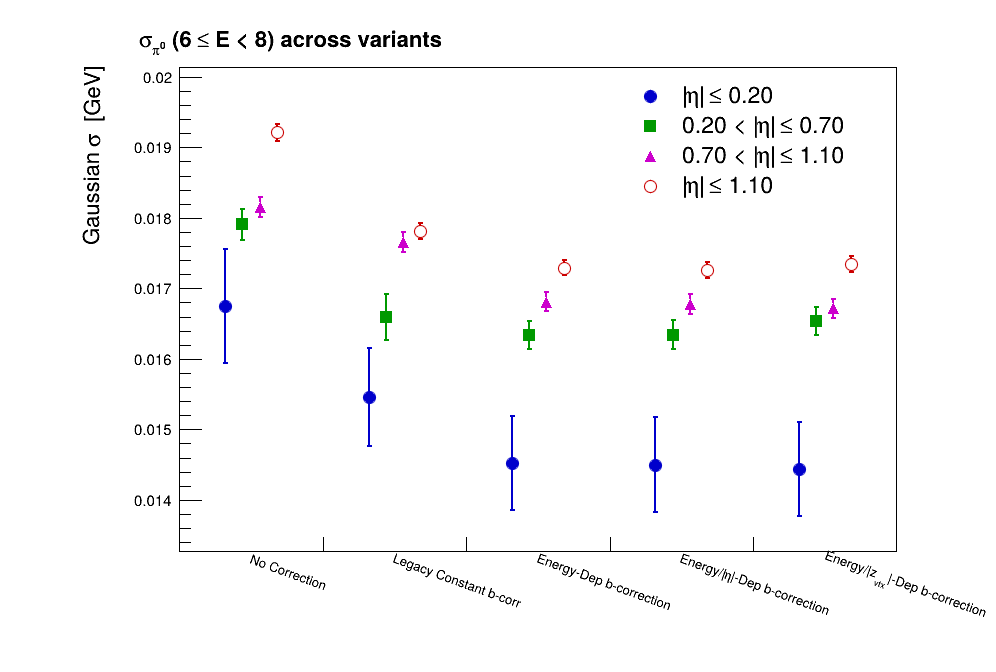 σπ⁰ (6 ≤ E < 8) across variants
Gaussian σ [GeV]
0.02
0.019
0.018
0.017
0.016
0.015
0.014
|η| ≤ 0.20
0.20 < |η| ≤ 0.70
0.70 < |η| ≤ 1.10
|η| ≤ 1.10
No Correction
Legacy Constant b-corr
Energy-Dep b-correction
Energy/|η|-Dep b-correction
Energy/|z_vtx|-Dep b-correction